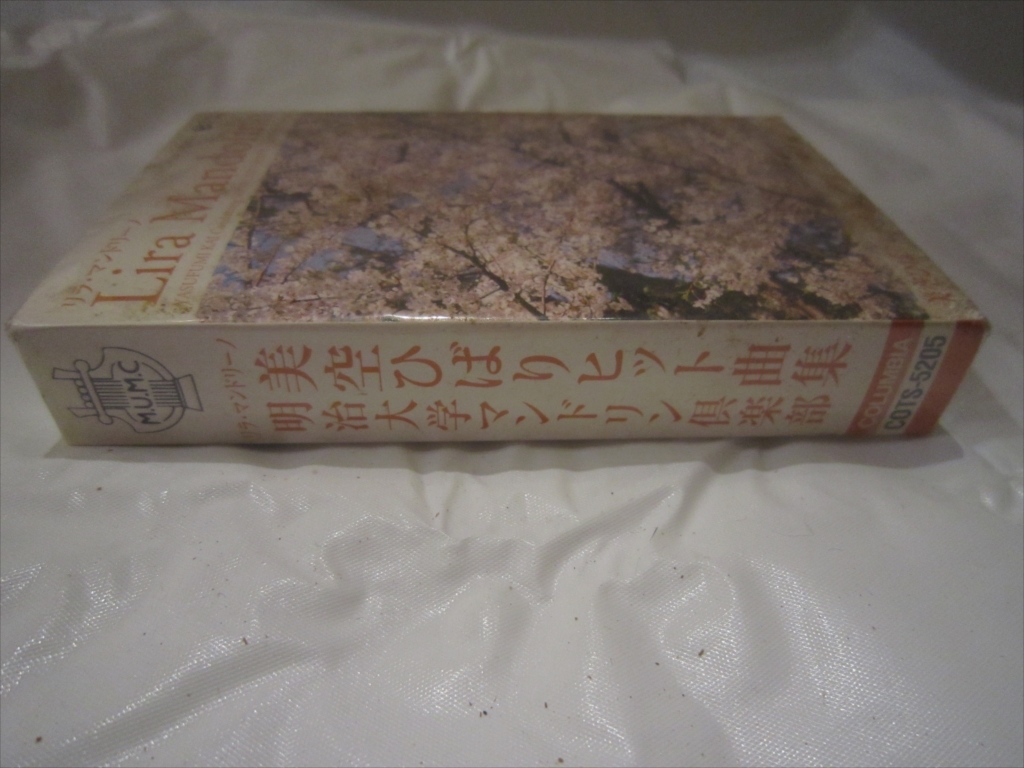 リラ・マンドリーノ
Lira Mandolino
リラ・マンドリーノ
美空ひばりヒット曲集
明治大学マンドリン倶楽部
M.U.M.C
COLUMBIA
COTS-5205